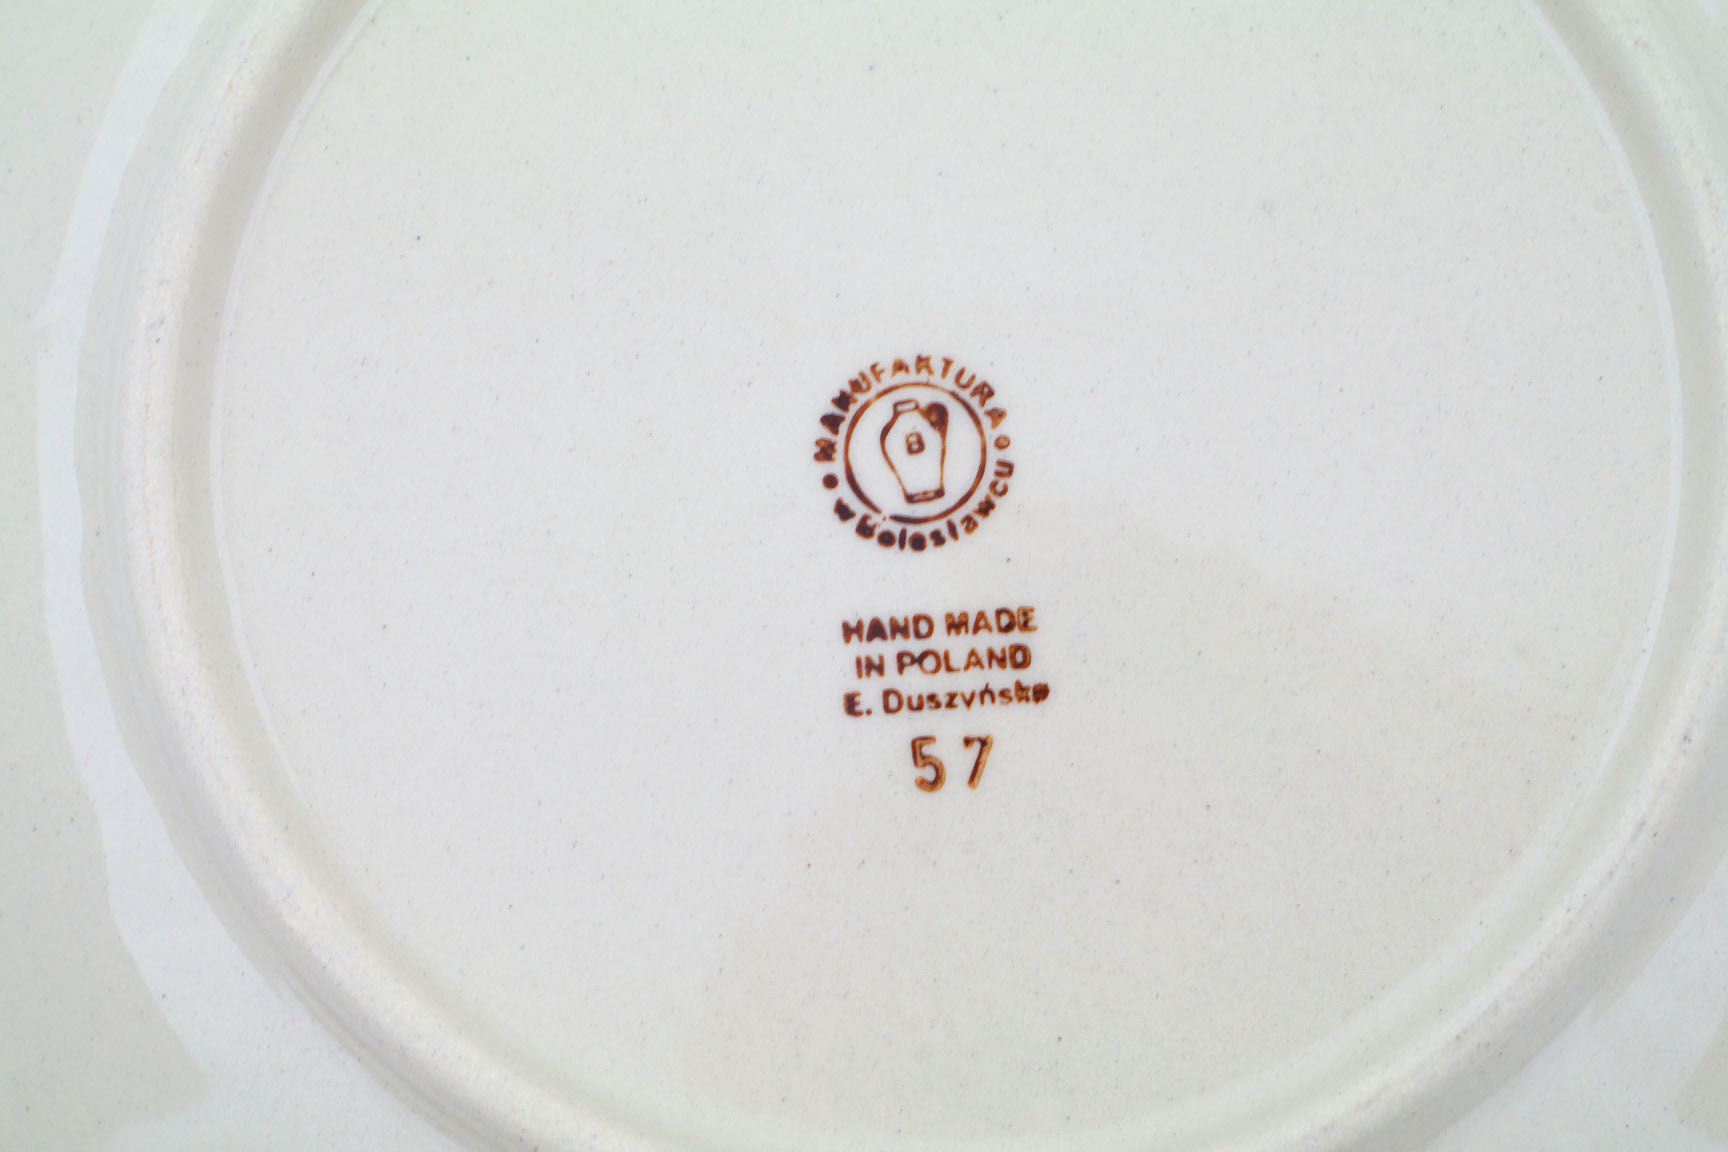 MANUFAKTURA
w Bolesławcu
B
HAND MADE
IN POLAND
E. Duszyńska
57